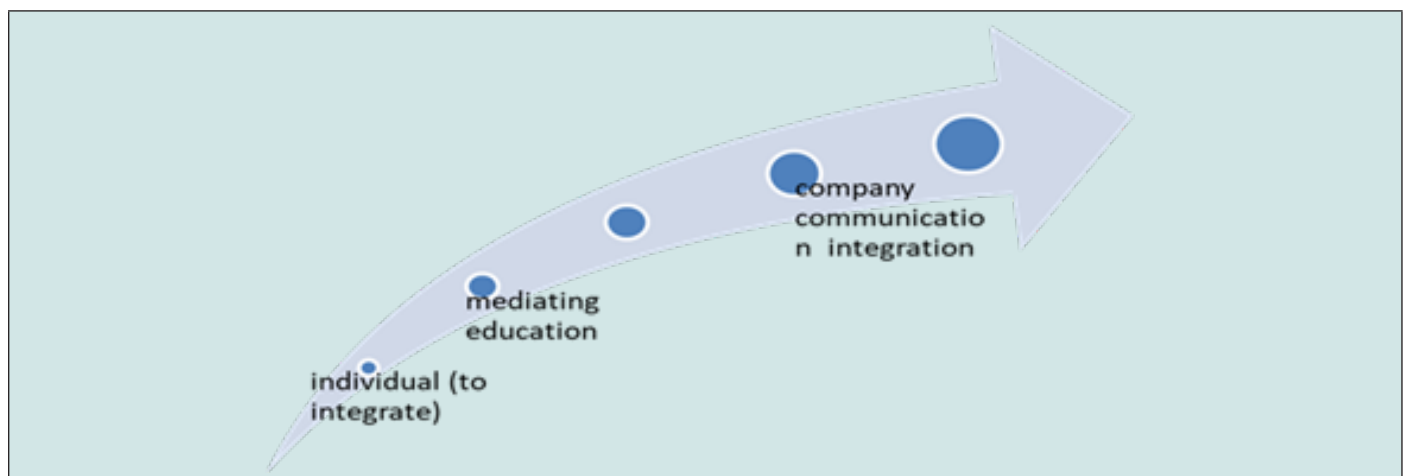 individual (to
integrate)
mediating
education
company
communicatio
n integration